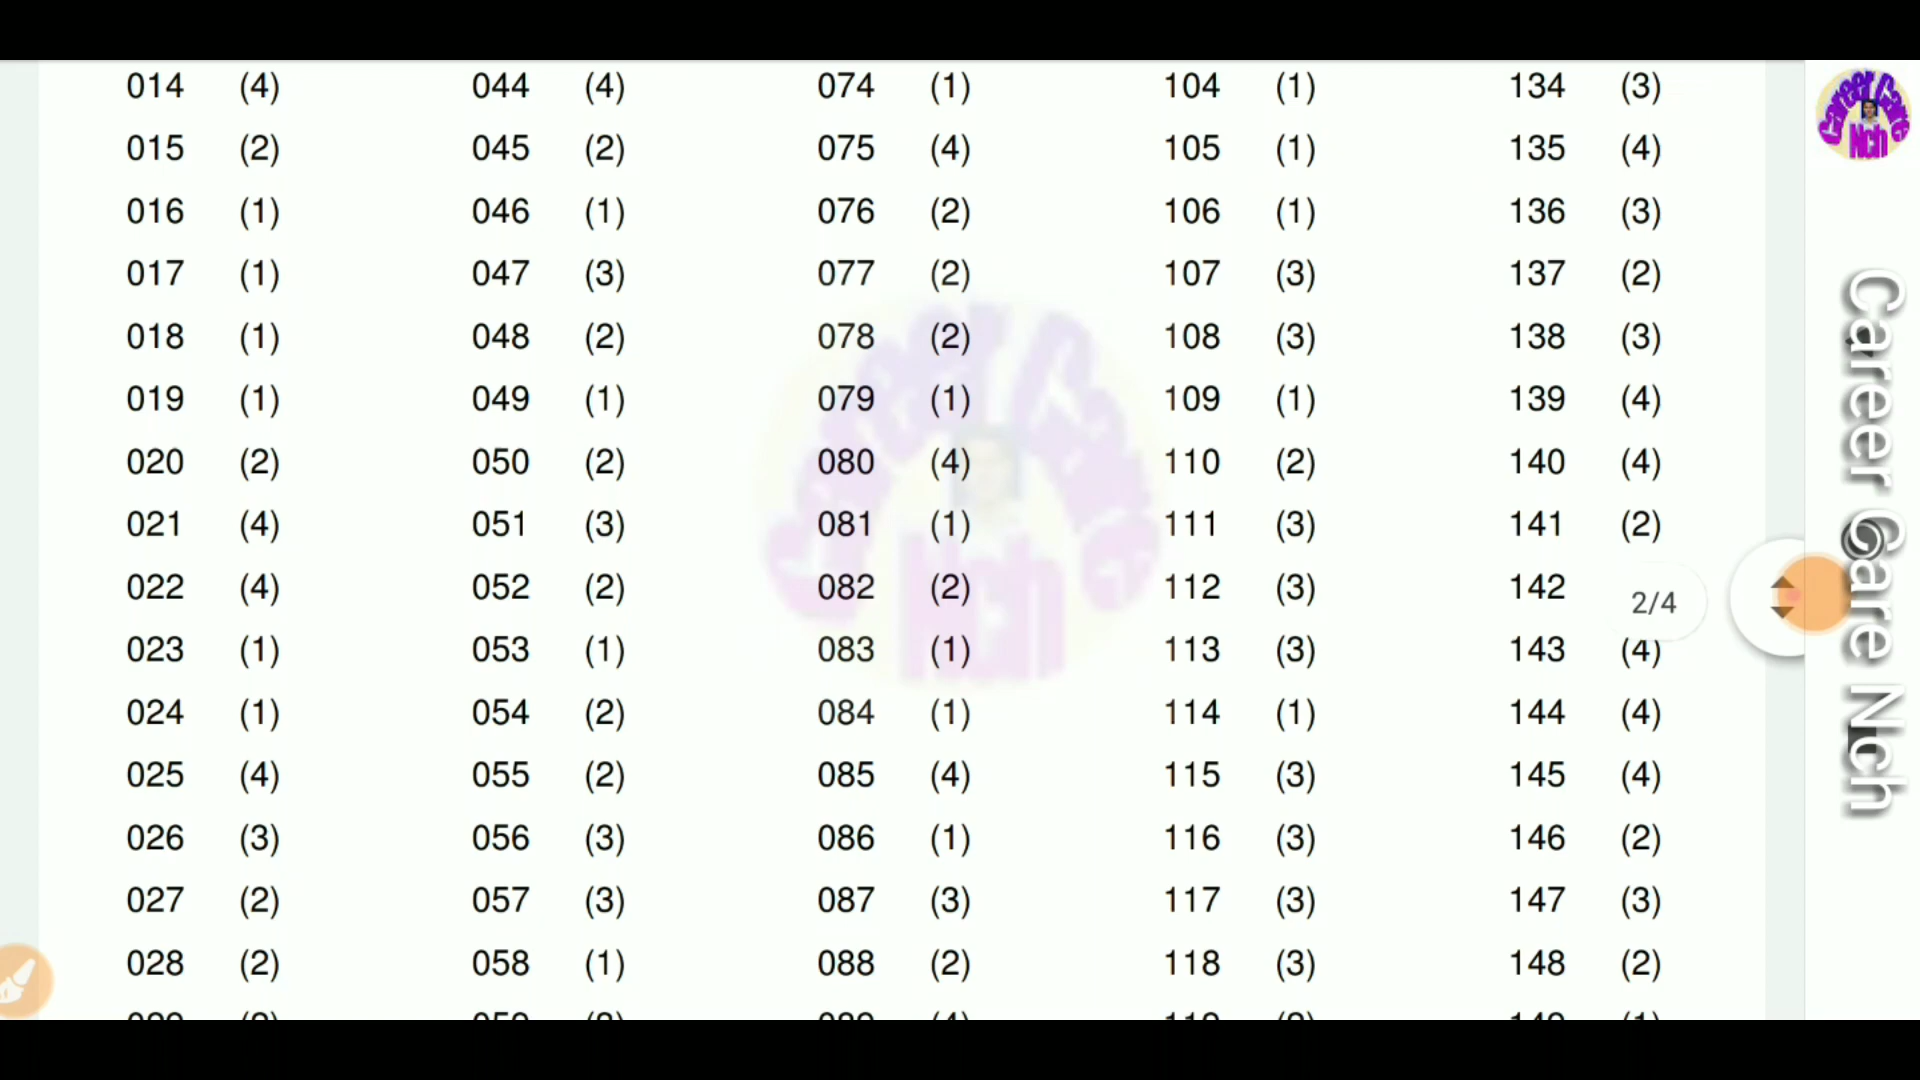 014 (4) 044 (4) 074 (1) 104 (1) 134 (3)
015 (2) 045 (2) 075 (4) 105 (1) 135 (4)
016 (1) 046 (1) 076 (2) 106 (1) 136 (3)
017 (1) 047 (3) 077 (2) 107 (3) 137 (2)
018 (1) 048 (2) 078 (2) 108 (3) 138 (3)
019 (1) 049 (1) 079 (1) 109 (1) 139 (4)
020 (2) 050 (2) 080 (4) 110 (2) 140 (4)
021 (4) 051 (3) 081 (1) 111 (3) 141 (2)
022 (4) 052 (2) 082 (2) 112 (3) 142
2/4
023 (1) 053 (1) 083 (1) 113 (3) 143 (4)
024 (1) 054 (2) 084 (1) 114 (1) 144 (4)
025 (4) 055 (2) 085 (4) 115 (3) 145 (4)
026 (3) 056 (3) 086 (1) 116 (3) 146 (2)
027 (2) 057 (3) 087 (3) 117 (3) 147 (3)
028 (2) 058 (1) 088 (2) 118 (3) 148 (2)
Career Care
Nch
Career Care Nch
Career Care
Nch